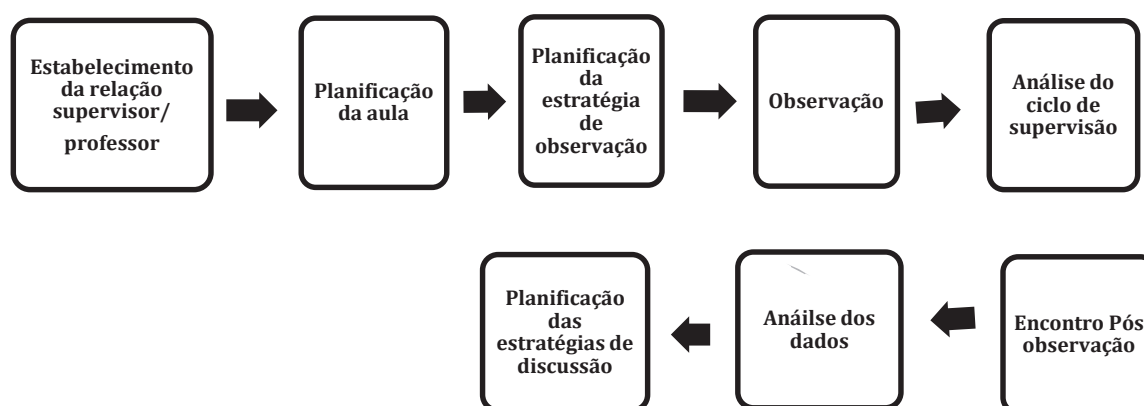 Estabelecimento
da relação
supervisor/
professor
Planificação
da aula
Planificação
da
estratégia
de
observação
Observação
Análise do
ciclo de
supervisão
Planificação
das
estratégias de
discussão
Anáilse dos
dados
Encontro Pós
observação